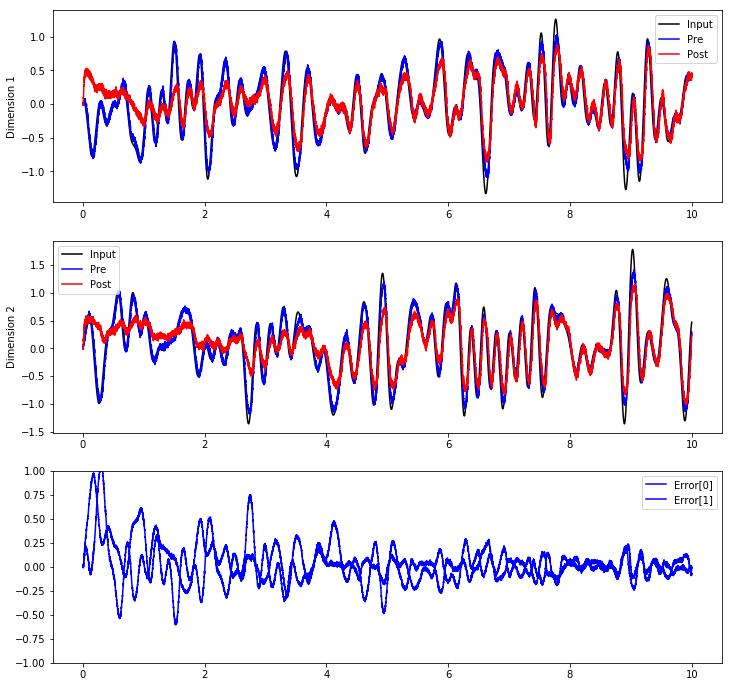 Dimension 1
1.0
0.5
0.0
−0.5
−1.0
Input
Pre
Post
0 2 4 6 8 10
Dimension 2
1.5
1.0
0.5
0.0
−0.5
−1.0
−1.5
Input
Pre
Post
0 2 4 6 8 10
1.00
0.75
0.50
0.25
0.00
−0.25
−0.50
−0.75
−1.00
Error[0]
Error[1]
0 2 4 6 8 10